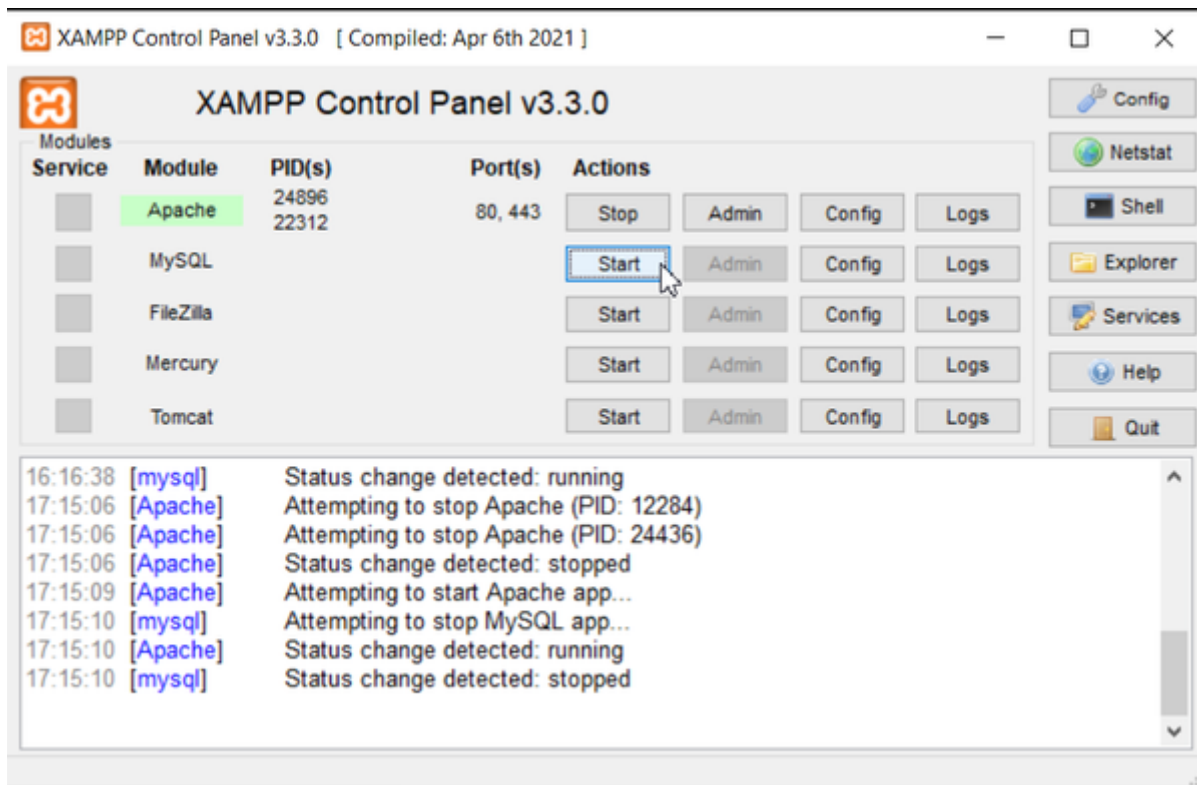 XAMPP Control Panel v3.3.0 [ Compiled: Apr 6th 2021 ]
XAMPP Control Panel v3.3.0
Config
Netstat
Shell
Explorer
Services
Help
Quit
Modules
Service Module PID(s) Port(s) Actions
Apache 24896 22312 80, 443 Stop Admin Config Logs
MySQL Start Admin Config Logs
FileZilla Start Admin Config Logs
Mercury Start Admin Config Logs
Tomcat Start Admin Config Logs
16:16:38 [mysql] Status change detected: running
17:15:06 [Apache] Attempting to stop Apache (PID: 12284)
17:15:06 [Apache] Attempting to stop Apache (PID: 24436)
17:15:06 [Apache] Status change detected: stopped
17:15:09 [Apache] Attempting to start Apache app...
17:15:10 [mysql] Attempting to stop MySQL app...
17:15:10 [Apache] Status change detected: running
17:15:10 [mysql] Status change detected: stopped